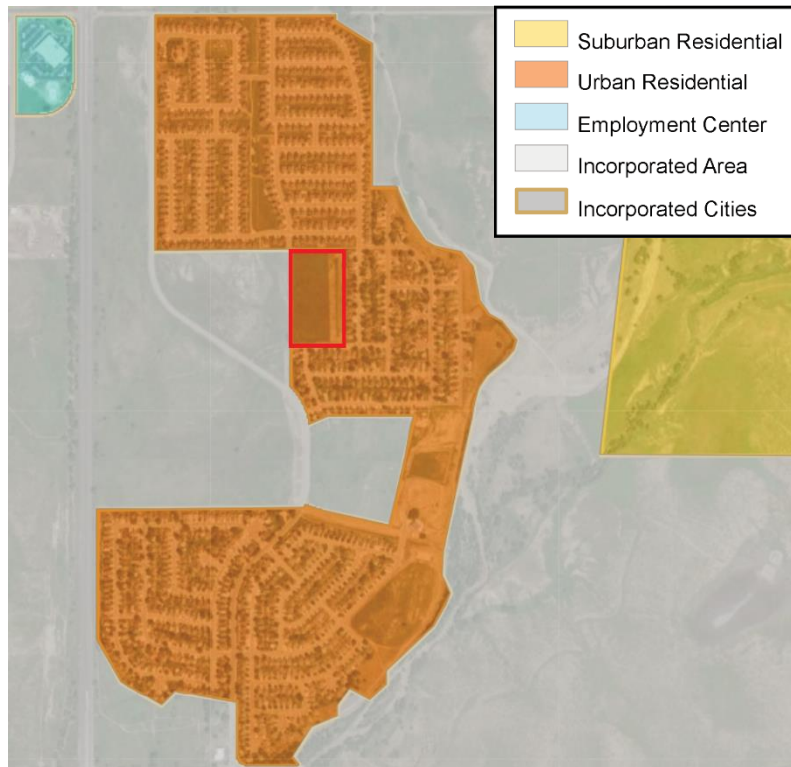 Suburban Residential
Urban Residential
Employment Center
Incorporated Area
Incorporated Cities